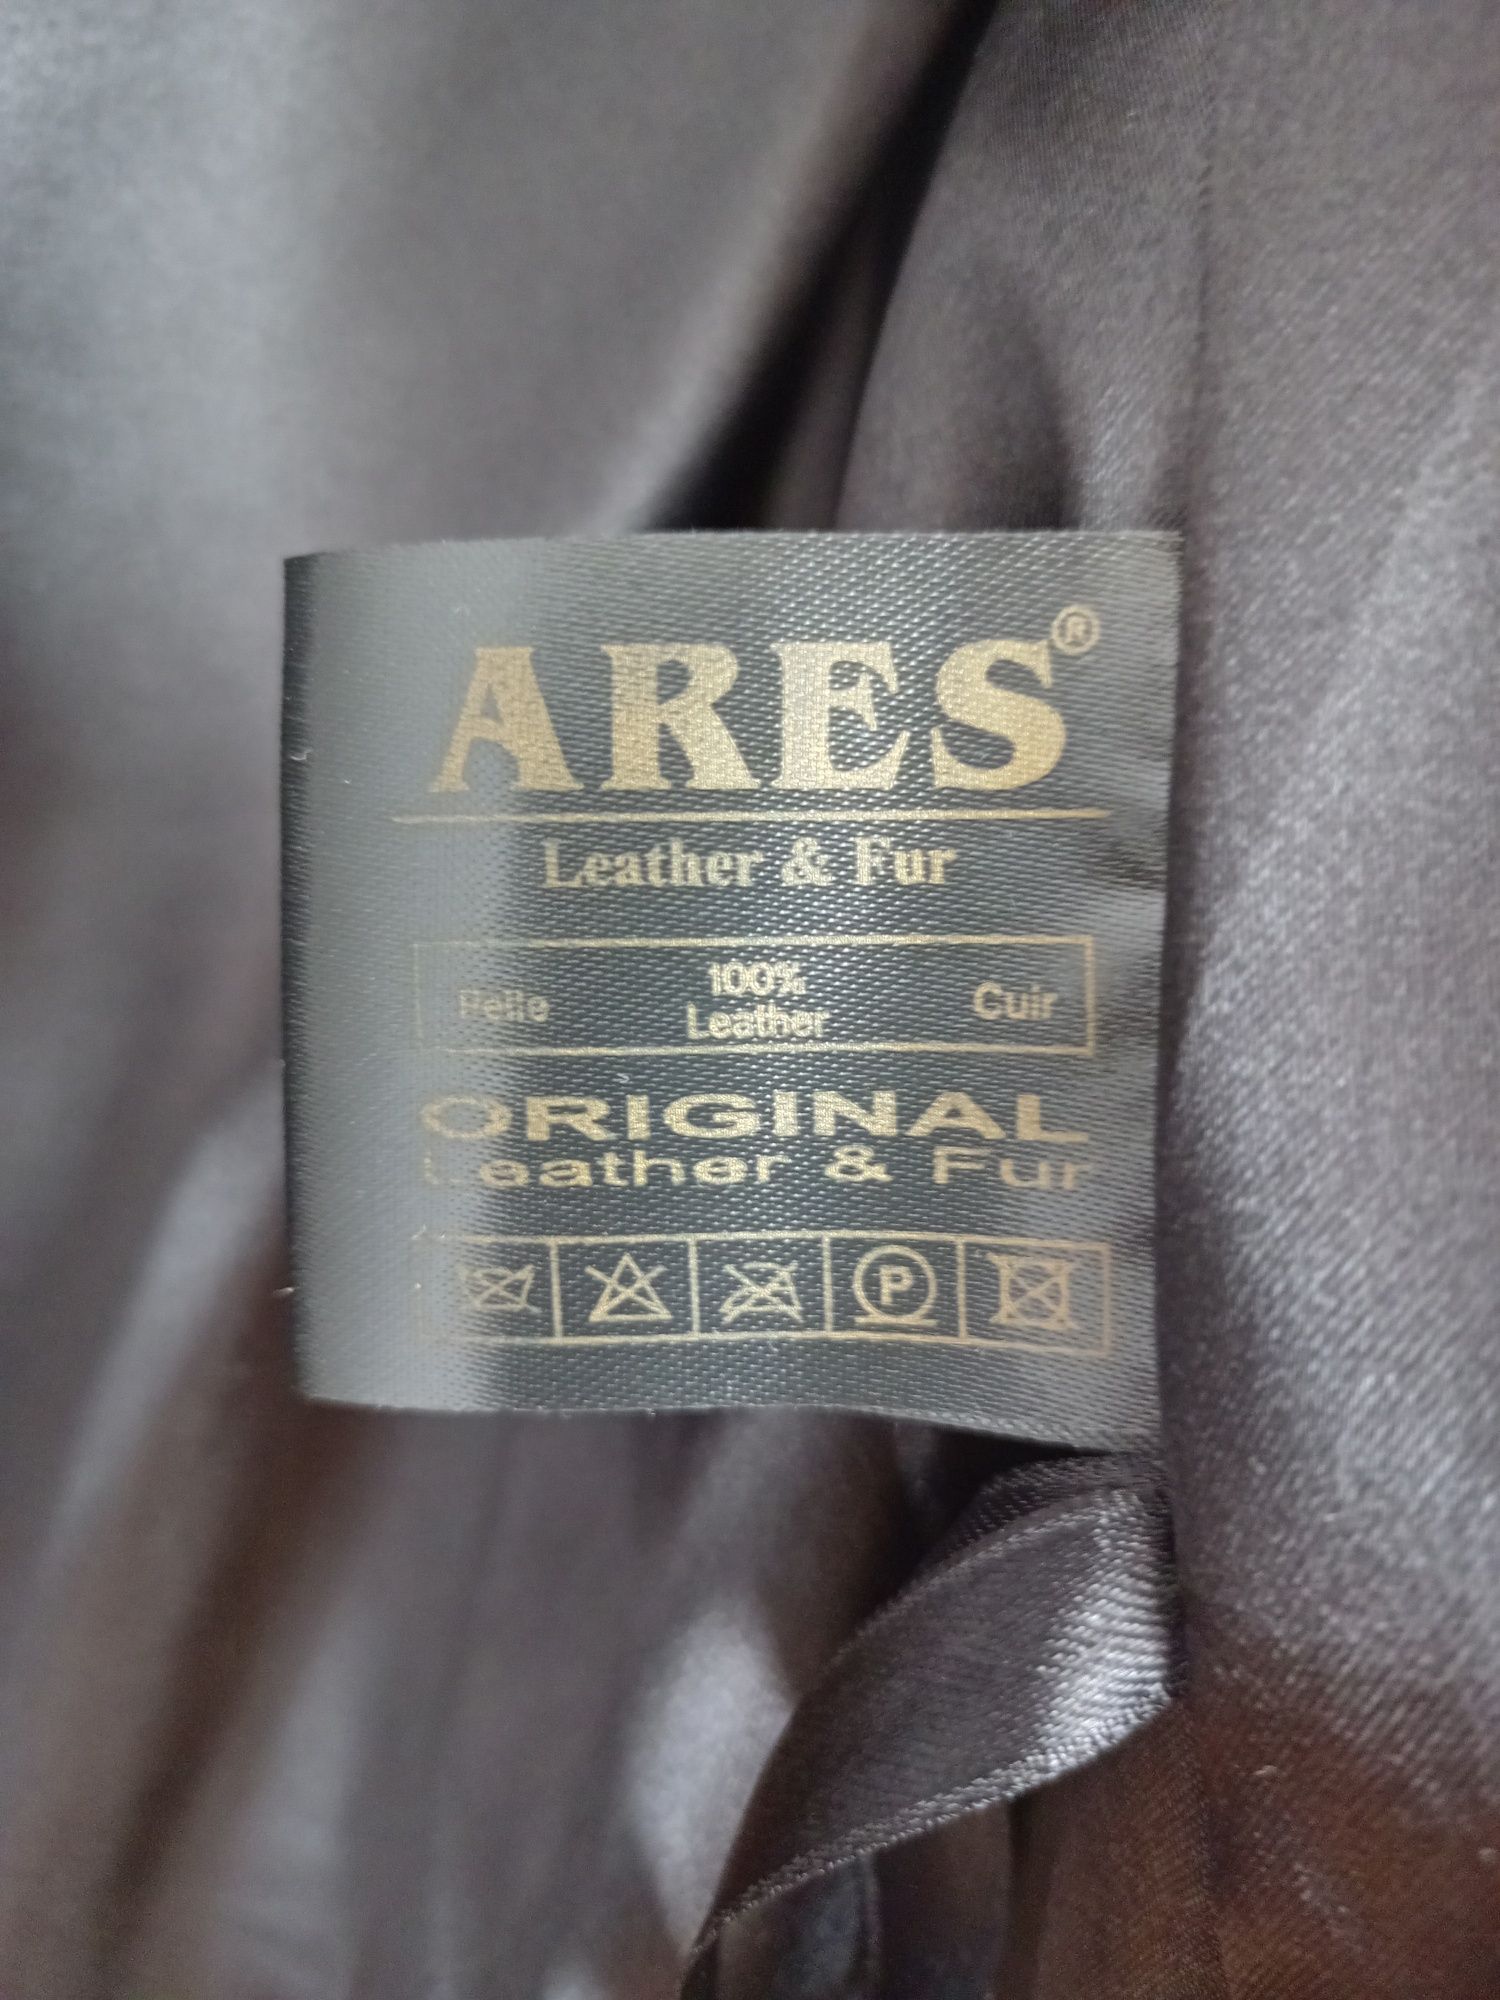 ARES®
Leather & Fur
100%
Pelle Leather Cuir
ORIGINAL
Leather & Fur
P